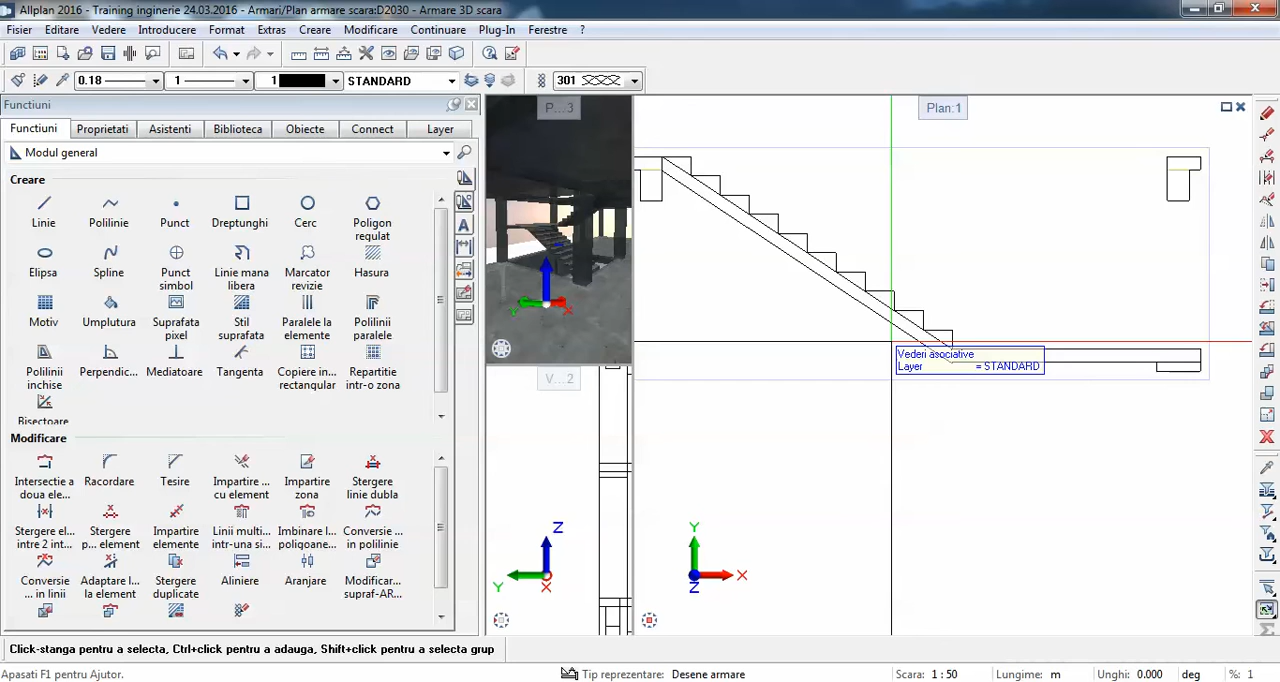 Allplan 2016 - Training inginerie 24.03.2016 - Armari/Plan armare scara:D2030 - Armare 3D scara
Fisier Editare Vedere Introducere Format Extras Creare Modificare Continuare Plug-In Ferestre ?
0.18 1 1 STANDARD 301
Functiuni
Functiuni Proprietati Asistenti Biblioteca Obiecte Connect Layer
Modul general
Creare
Linie Polilinie Punct Dreptunghi Cerc Poligon regulat
Elipsa Spline Punct simbol Linie mana libera Marcator revizie Hasura
Motiv Umplutura Suprafata pixel Stil suprafata Paralele la elemente Polilinii paralele
Polilinii inchise Perpendic... Mediatoare Tangenta Copiere in... rectangular Repartitie intr-o zona
Bisectoare
Modificare
Intersectie a doua ele... Racordare Tesire Impartire ... cu element Impartire zona Stergere linie dubla
Stergere el... intre 2 int... Stergere p... element Impartire elemente Linii multi... intr-una si... Imbinare l... poligoane... Conversie ... in polilinie
Conversie ... in linii Adaptare l... la element Stergere duplicate Aliniere Aranjare Modificar... supraf-AR...
P...3
Z
Y
X
V...2
Z
Y
X
Plan:1
Vederi asociative
Layer = STANDARD
Y
X
Z
Click-stanga pentru a selecta, Ctrl+click pentru a adauga, Shift+click pentru a selecta grup
Apasati F1 pentru Ajutor. Tip reprezentare: Desene armare Scara: 1 : 50 Lungime: m Unghi: 0.000 deg %: 1